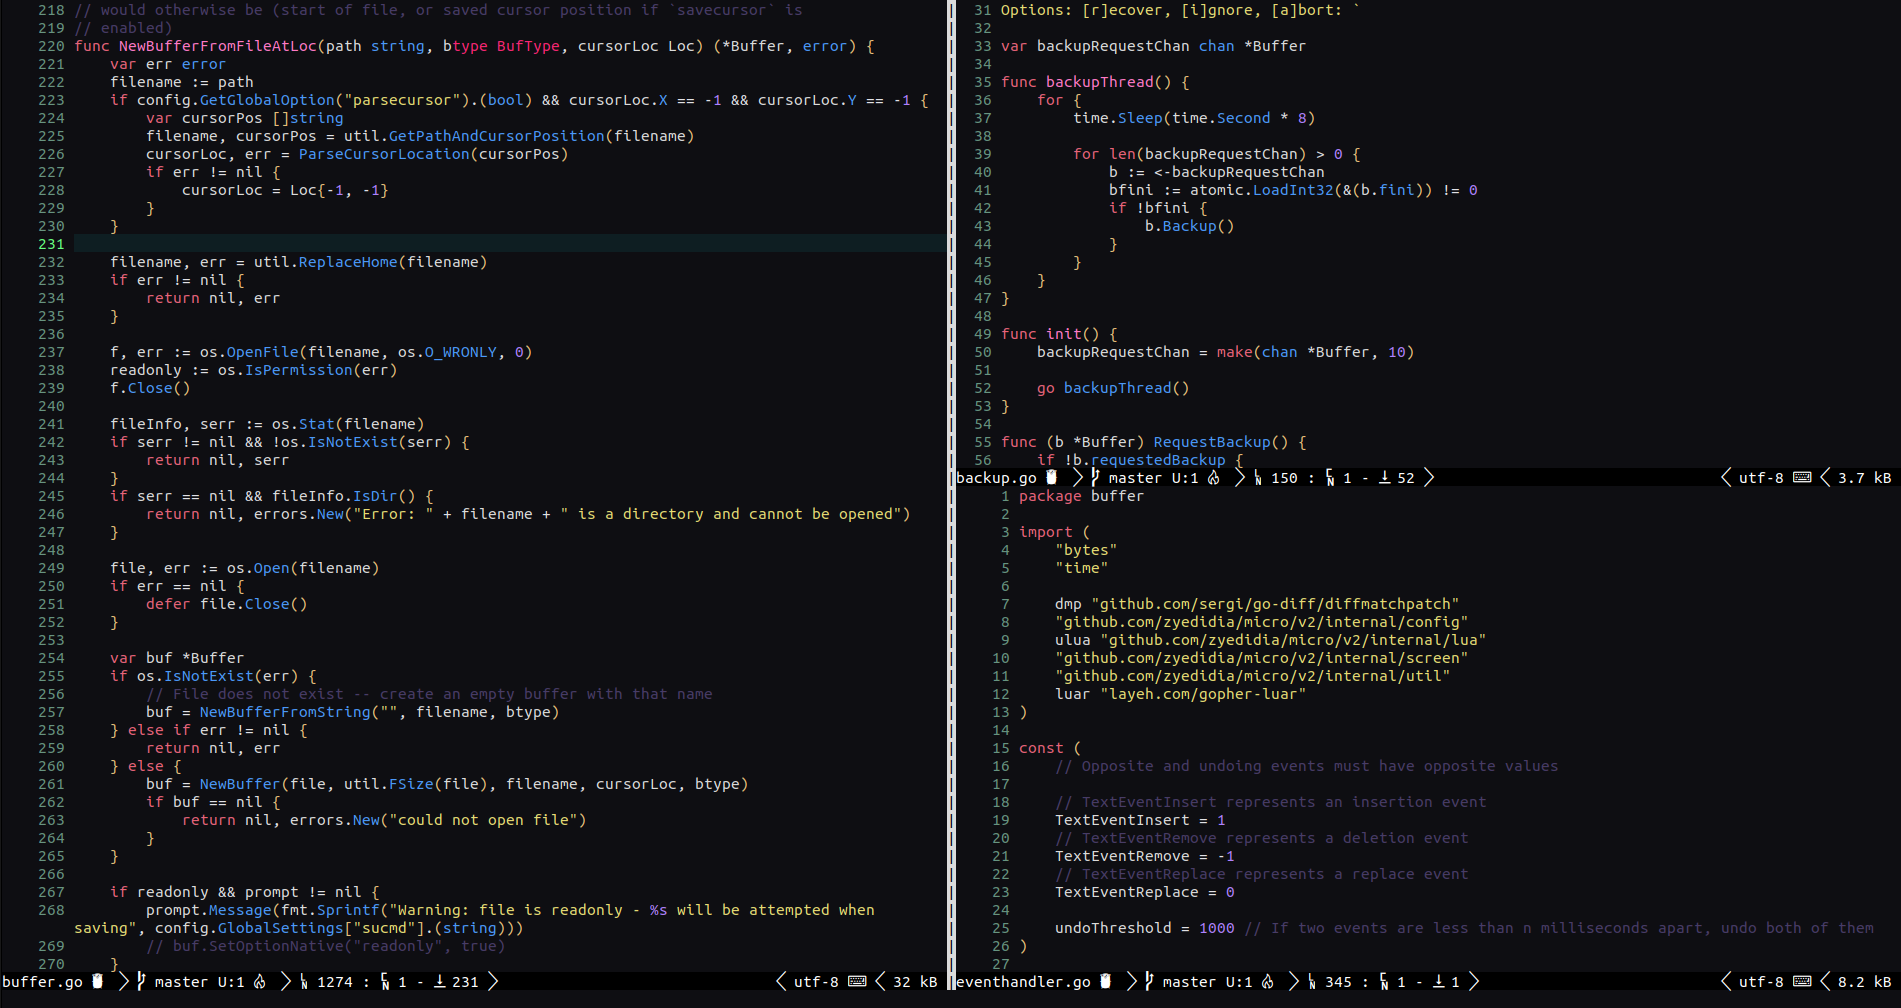 218 // would otherwise be (start of file, or saved cursor position if `savecursor` is
219 // enabled)
220 func NewBufferFromFileAtLoc(path string, btype BufType, cursorLoc Loc) (*Buffer, error) {
221     var err error
222     filename := path
223     if config.GetGlobalOption("parsecursor").(bool) && cursorLoc.X == -1 && cursorLoc.Y == -1 {
224         var cursorPos []string
225         filename, cursorPos = util.GetPathAndCursorPosition(filename)
226         cursorLoc, err = ParseCursorLocation(cursorPos)
227         if err != nil {
228             cursorLoc = Loc{-1, -1}
229         }
230     }
231
232     filename, err = util.ReplaceHome(filename)
233     if err != nil {
234         return nil, err
235     }
236
237     f, err := os.OpenFile(filename, os.O_WRONLY, 0)
238     readonly := os.IsPermission(err)
239     f.Close()
240
241     fileInfo, serr := os.Stat(filename)
242     if serr != nil && !os.IsNotExist(serr) {
243         return nil, serr
244     }
245     if serr == nil && fileInfo.IsDir() {
246         return nil, errors.New("Error: " + filename + " is a directory and cannot be opened")
247     }
248
249     file, err := os.Open(filename)
250     if err == nil {
251         defer file.Close()
252     }
253
254     var buf *Buffer
255     if os.IsNotExist(err) {
256         // File does not exist -- create an empty buffer with that name
257         buf = NewBufferFromString("", filename, btype)
258     } else if err != nil {
259         return nil, err
260     } else {
261         buf = NewBuffer(file, util.FSize(file), filename, cursorLoc, btype)
262         if buf == nil {
263             return nil, errors.New("could not open file")
264         }
265     }
266
267     if readonly && prompt != nil {
268         prompt.Message(fmt.Sprintf("Warning: file is readonly - %s will be attempted when
saving", config.GlobalSettings["sucmd"].(string)))
269         // buf.SetOptionNative("readonly", true)
270     }
buffer.go master U:1 LN 1274 : CN 1 - 231 utf-8 32 kB
31 Options: [r]ecover, [i]gnore, [a]bort: `
32
33 var backupRequestChan chan *Buffer
34
35 func backupThread() {
36     for {
37         time.Sleep(time.Second * 8)
38
39         for len(backupRequestChan) > 0 {
40             b := <-backupRequestChan
41             bfini := atomic.LoadInt32(&(b.fini)) != 0
42             if !bfini {
43                 b.Backup()
44             }
45         }
46     }
47 }
48
49 func init() {
50     backupRequestChan = make(chan *Buffer, 10)
51
52     go backupThread()
53 }
54
55 func (b *Buffer) RequestBackup() {
56     if !b.requestedBackup {
backup.go master U:1 LN 150 : CN 1 - 52 utf-8 3.7 kB
1 package buffer
2
3 import (
4     "bytes"
5     "time"
6
7     dmp "github.com/sergi/go-diff/diffmatchpatch"
8     "github.com/zyedidia/micro/v2/internal/config"
9     ulua "github.com/zyedidia/micro/v2/internal/lua"
10     "github.com/zyedidia/micro/v2/internal/screen"
11     "github.com/zyedidia/micro/v2/internal/util"
12     luar "layeh.com/gopher-luar"
13 )
14
15 const (
16     // Opposite and undoing events must have opposite values
17
18     // TextEventInsert represents an insertion event
19     TextEventInsert = 1
20     // TextEventRemove represents a deletion event
21     TextEventRemove = -1
22     // TextEventReplace represents a replace event
23     TextEventReplace = 0
24
25     undoThreshold = 1000 // If two events are less than n milliseconds apart, undo both of them
26 )
27
eventhandler.go master U:1 LN 345 : CN 1 - 1 utf-8 8.2 kB